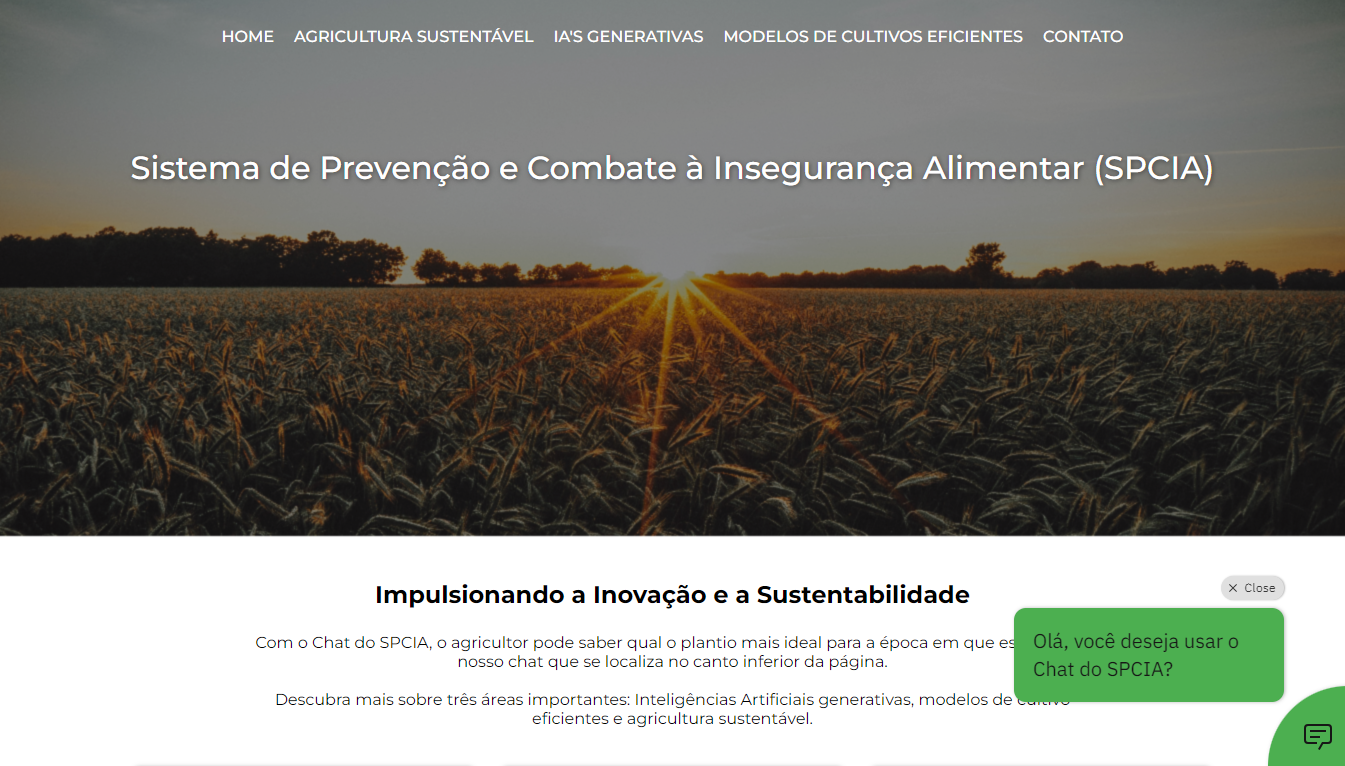 HOME AGRICULTURA SUSTENTÁVEL IA'S GENERATIVAS MODELOS DE CULTIVOS EFICIENTES CONTATO
Sistema de Prevenção e Combate à Insegurança Alimentar (SPCIA)
Impulsionando a Inovação e a Sustentabilidade
Com o Chat do SPCIA, o agricultor pode saber qual o plantio mais ideal para a época em que
nosso chat que se localiza no canto inferior da página.
Descubra mais sobre três áreas importantes: Inteligências Artificiais generativas, modelos de cultivo
eficientes e agricultura sustentável.
Close
Olá, você deseja usar o
Chat do SPCIA?